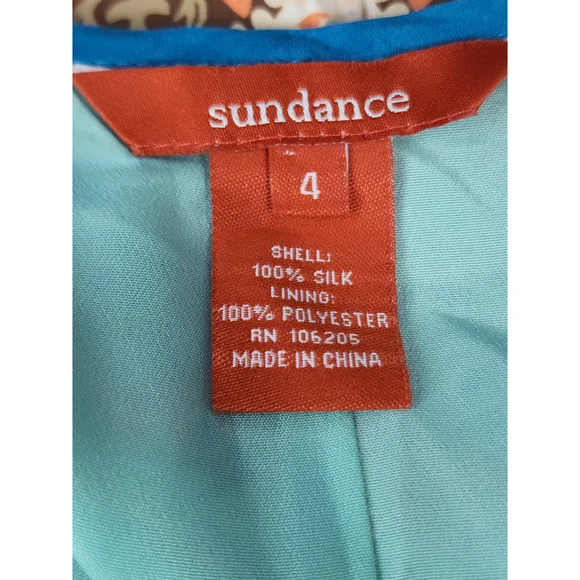 sundance
4
SHELL:
100% SILK
LINING:
100% POLYESTER
RN 106205
MADE IN CHINA